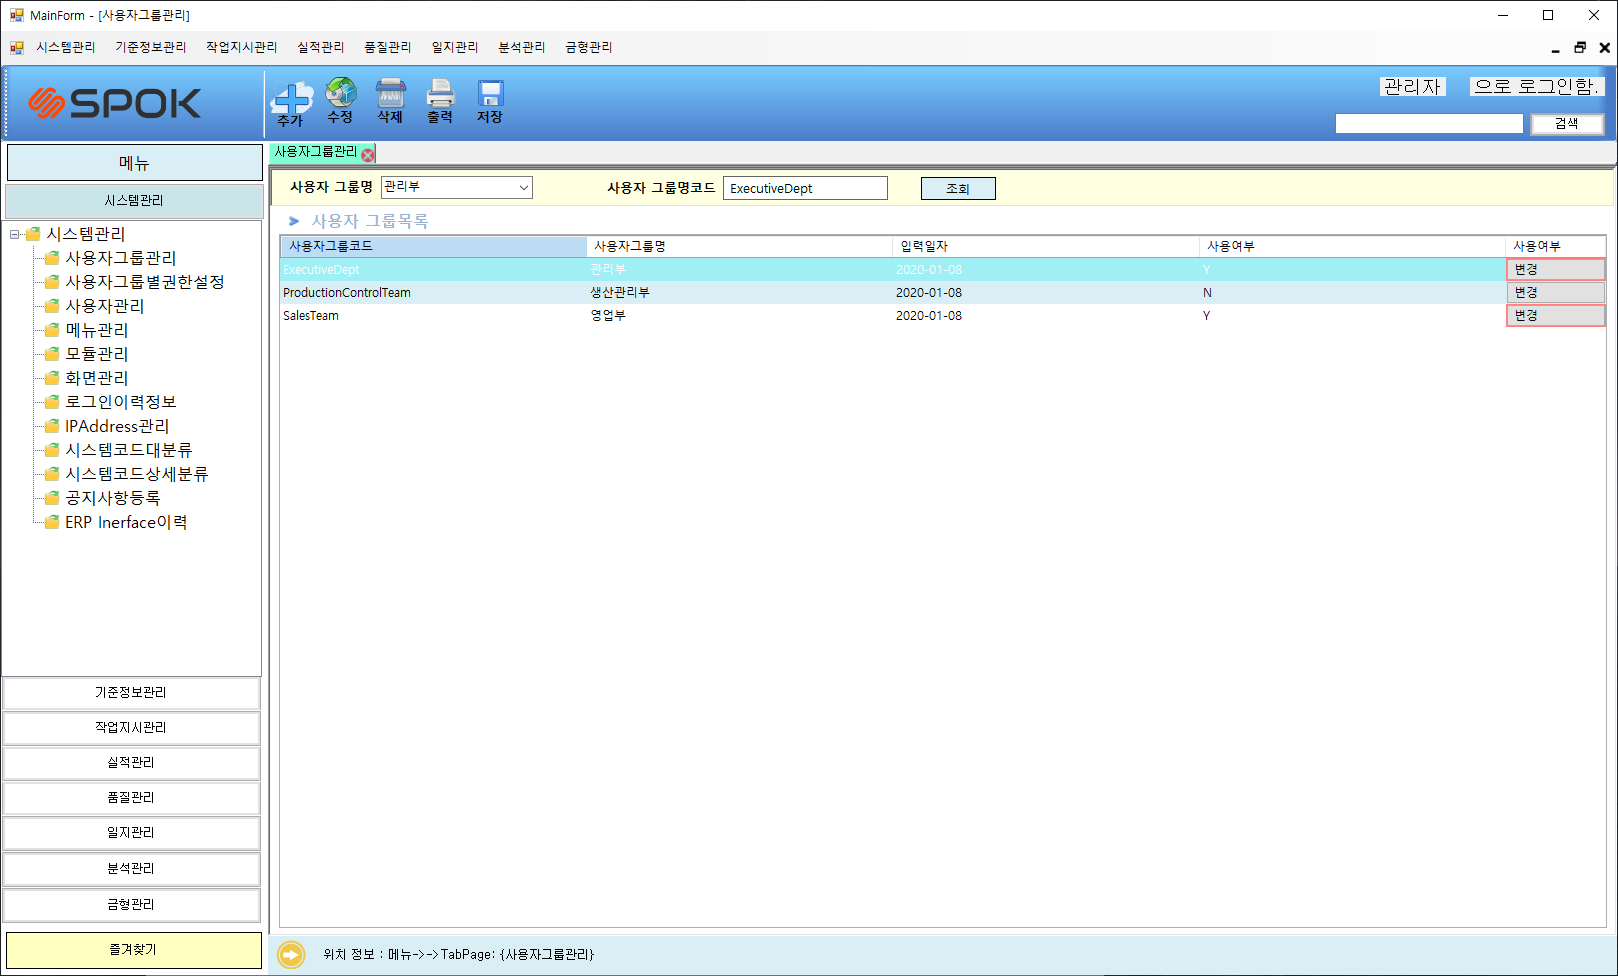 MainForm - [사용자그룹관리]
시스템관리 기준정보관리 작업지시관리 실적관리 품질관리 일지관리 분석관리 금형관리
SPOK
추가 수정 삭제 출력 저장
관리자 으로 로그인함.
검색
메뉴
시스템관리
시스템관리
사용자그룹관리
사용자그룹별권한설정
사용자관리
메뉴관리
모듈관리
화면관리
로그인이력정보
IPAddress관리
시스템코드대분류
시스템코드상세분류
공지사항등록
ERP Inerface이력
기준정보관리
작업지시관리
실적관리
품질관리
일지관리
분석관리
금형관리
즐겨찾기
사용자그룹관리
사용자 그룹명 관리부 사용자 그룹명코드 ExecutiveDept 조회
사용자 그룹목록
사용자그룹코드 사용자그룹명 입력일자 사용여부 사용여부
ExecutiveDept 관리부 2020-01-08 Y 변경
ProductionControlTeam 생산관리부 2020-01-08 N 변경
SalesTeam 영업부 2020-01-08 Y 변경
위치 정보 : 메뉴->->TabPage: {사용자그룹관리}